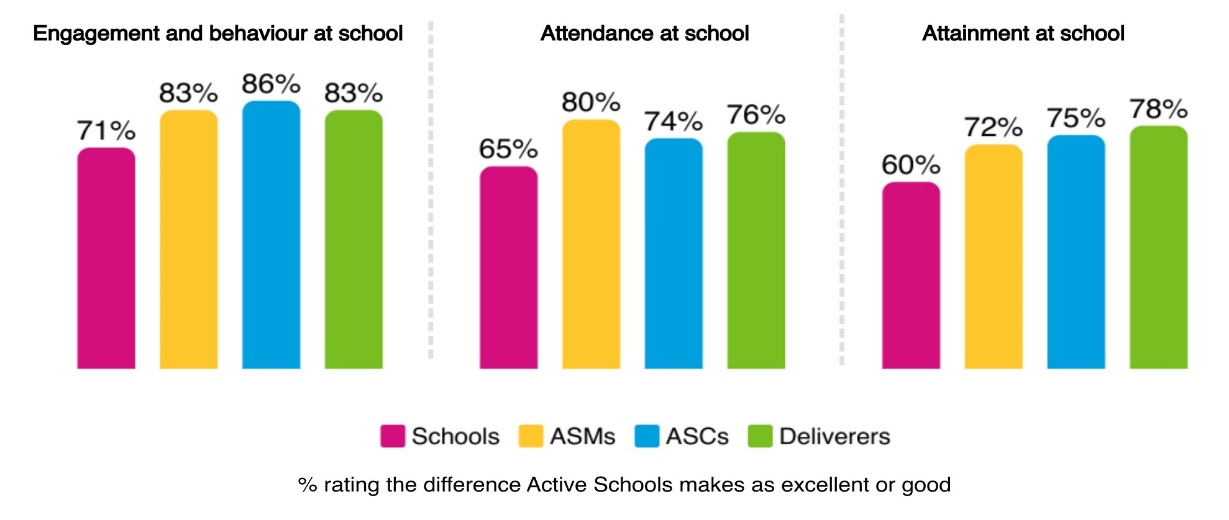 Engagement and behaviour at school
71%
83%
86%
83%
Attendance at school
65%
80%
74%
76%
Attainment at school
60%
72%
75%
78%
Schools ASMs ASCs Deliverers
% rating the difference Active Schools makes as excellent or good